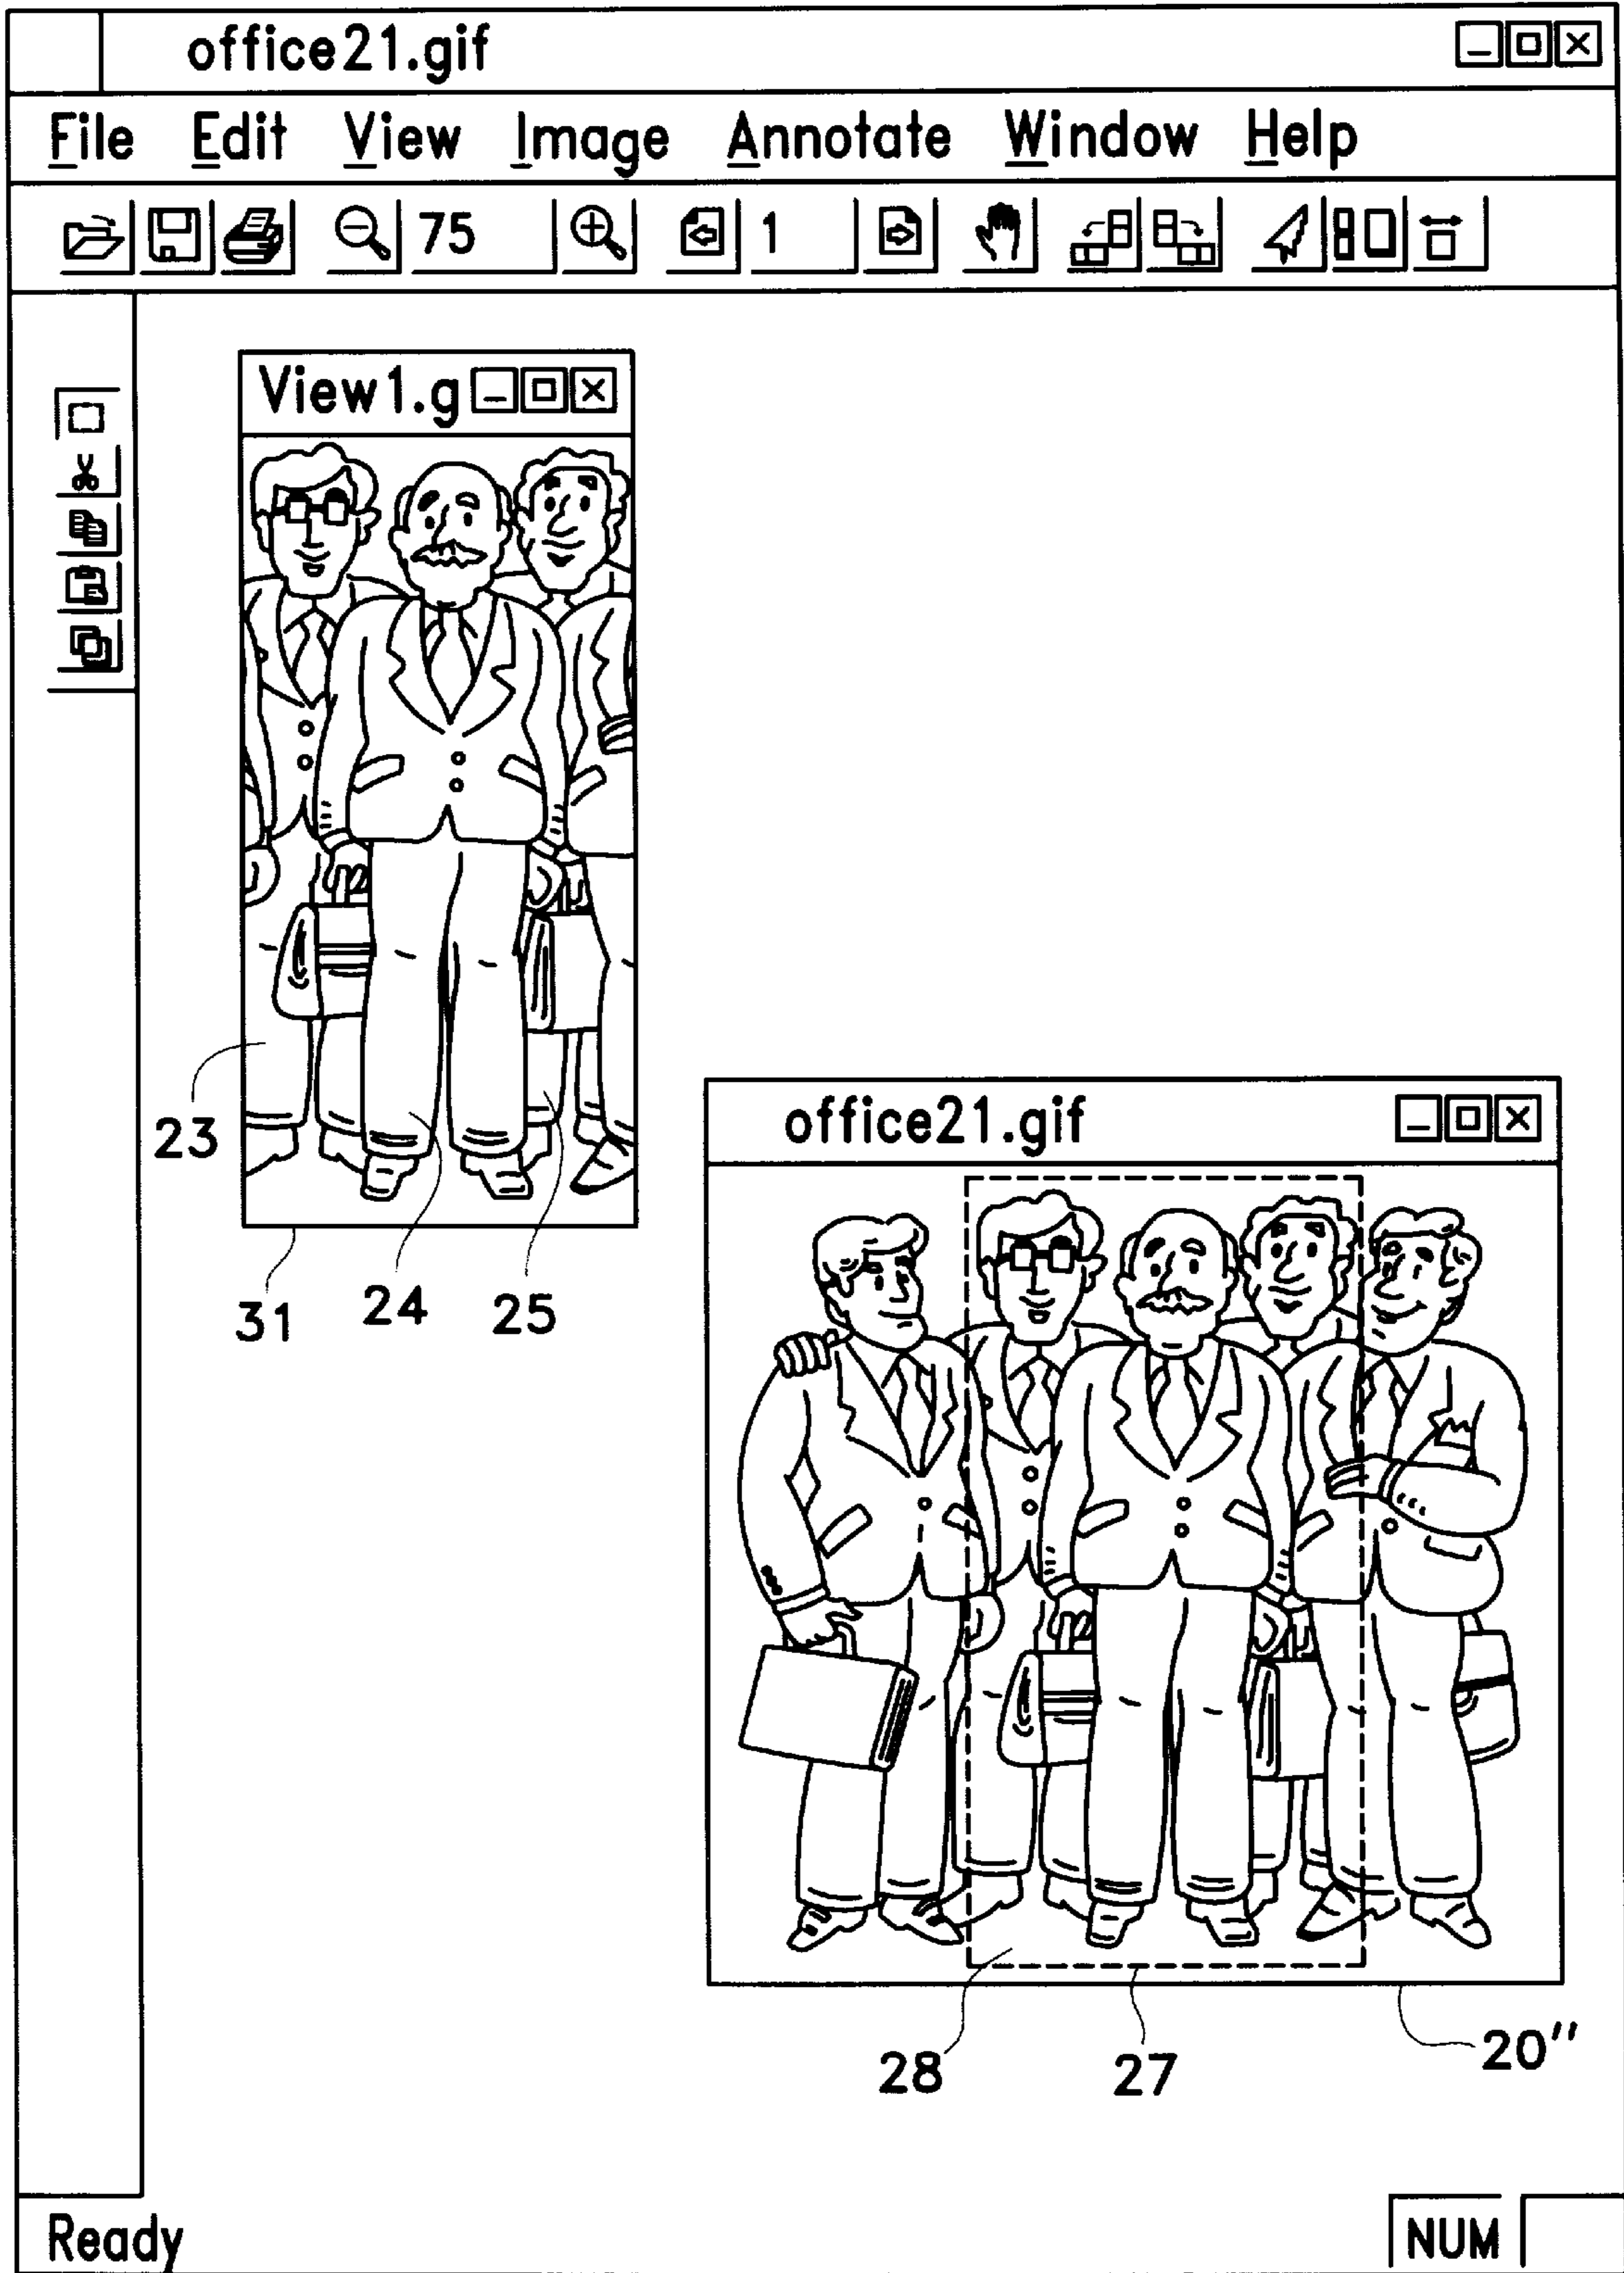 office21.gif
File Edit View Image Annotate Window Help
75 1
View1.g
23
31 24 25
office21.gif
28 27 20''
Ready NUM